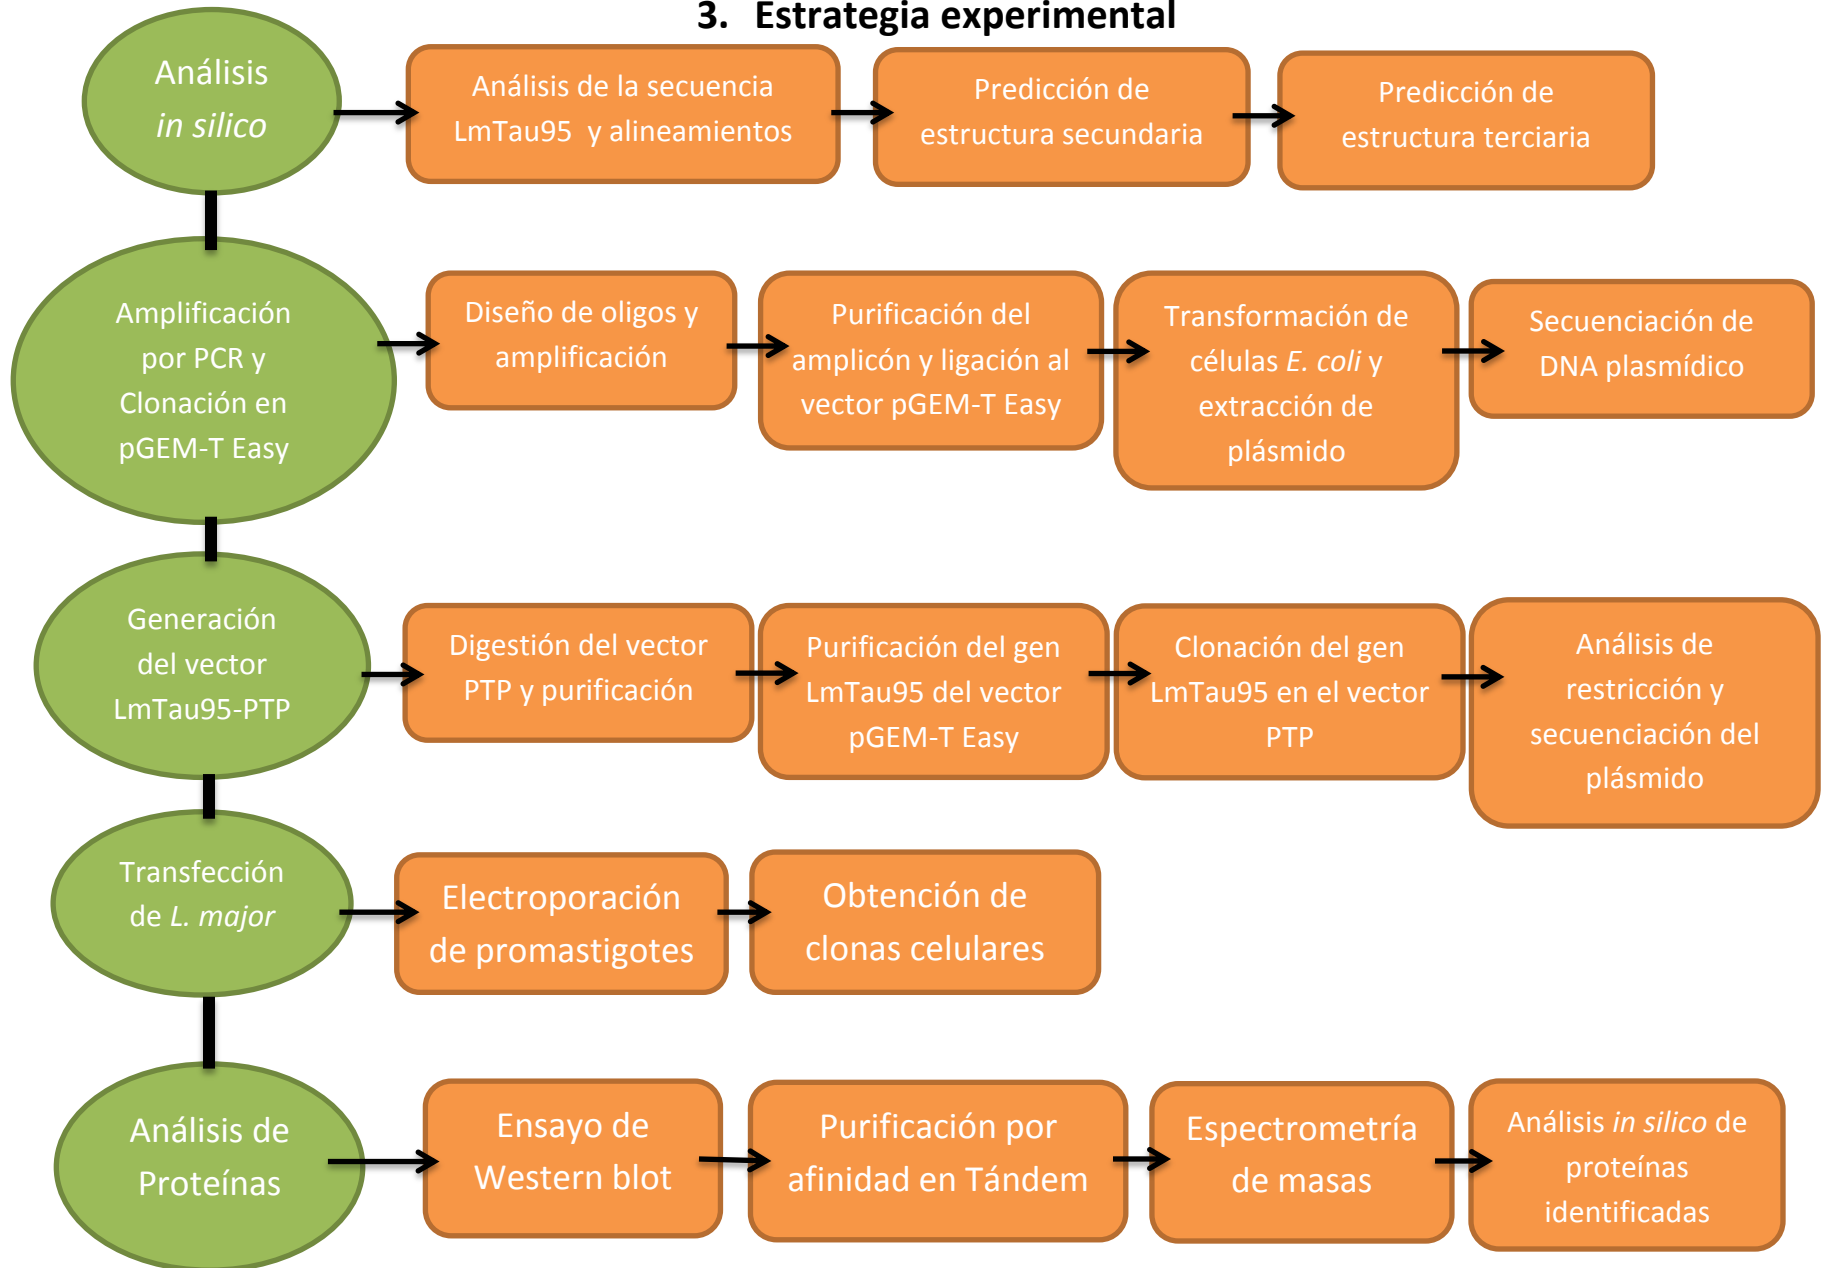 3. Estrategia experimental
Análisis
in silico
Análisis de la secuencia
LmTau95 y alineamientos
Predicción de
estructura secundaria
Predicción de
estructura terciaria
Amplificación
por PCR y
Clonación en
pGEM-T Easy
Diseño de oligos y
amplificación
Purificación del
amplicón y ligación al
vector pGEM-T Easy
Transformación de
células E. coli y
extracción de
plásmido
Secuenciación de
DNA plasmídico
Generación
del vector
LmTau95-PTP
Digestión del vector
PTP y purificación
Purificación del gen
LmTau95 del vector
pGEM-T Easy
Clonación del gen
LmTau95 en el vector
PTP
Análisis de
restricción y
secuenciación del
plásmido
Transfección
de L. major
Electroporación
de promastigotes
Obtención de
clonas celulares
Análisis de
Proteínas
Ensayo de
Western blot
Purificación por
afinidad en Tándem
Espectrometría
de masas
Análisis in silico de
proteínas
identificadas